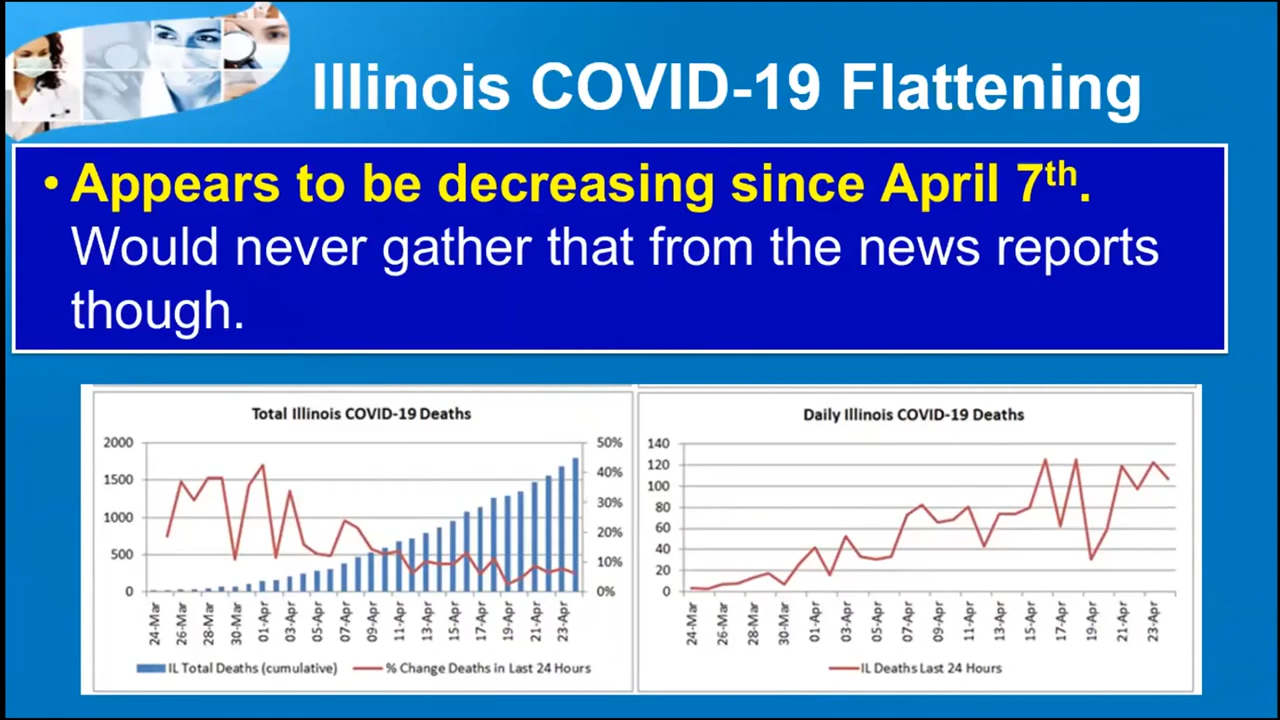 Illinois COVID-19 Flattening
• Appears to be decreasing since April 7th.
Would never gather that from the news reports
though.
Total Illinois COVID-19 Deaths
2000
1500
1000
500
0
50%
40%
30%
20%
10%
0%
24-Mar
26-Mar
28-Mar
30-Mar
01-Apr
03-Apr
05-Apr
07-Apr
09-Apr
11-Apr
13-Apr
15-Apr
17-Apr
19-Apr
21-Apr
23-Apr
IL Total Deaths (cumulative)
% Change Deaths in Last 24 Hours
Daily Illinois COVID-19 Deaths
140
120
100
80
60
40
20
0
24-Mar
26-Mar
28-Mar
30-Mar
01-Apr
03-Apr
05-Apr
07-Apr
09-Apr
11-Apr
13-Apr
15-Apr
17-Apr
19-Apr
21-Apr
23-Apr
IL Deaths Last 24 Hours